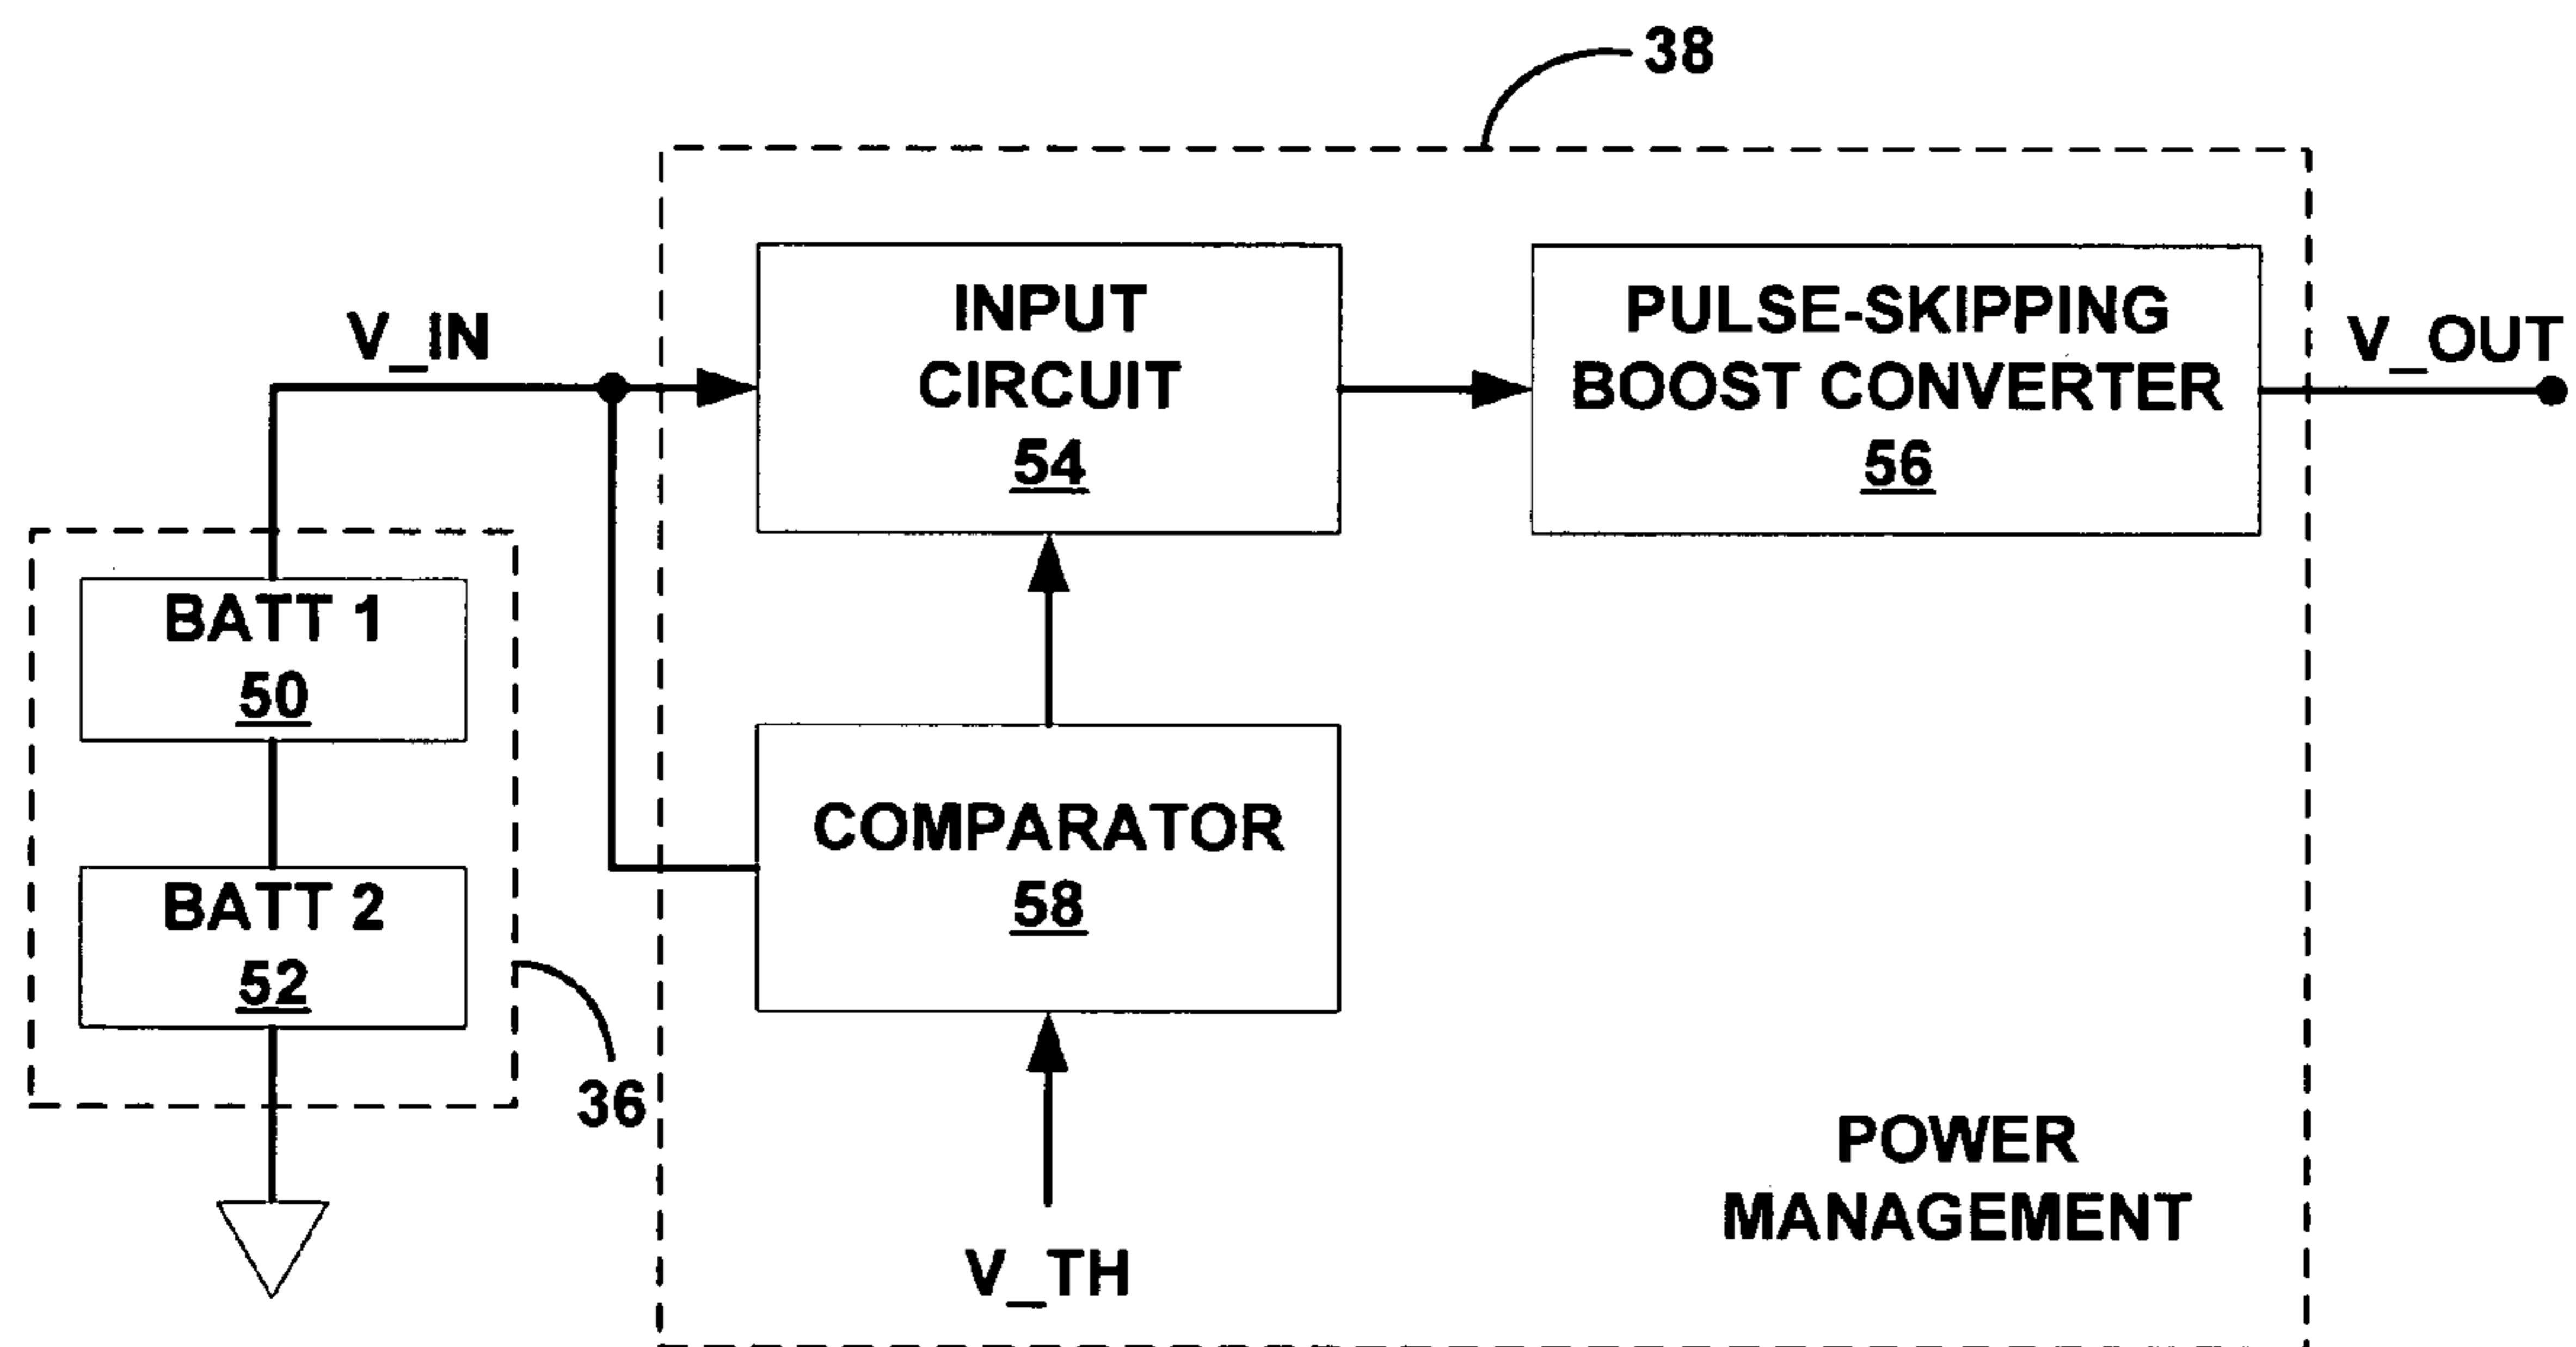 38
V_IN
INPUT
CIRCUIT
54
PULSE-SKIPPING
BOOST CONVERTER
56
V_OUT
BATT 1
50
BATT 2
52
36
COMPARATOR
58
V_TH
POWER
MANAGEMENT